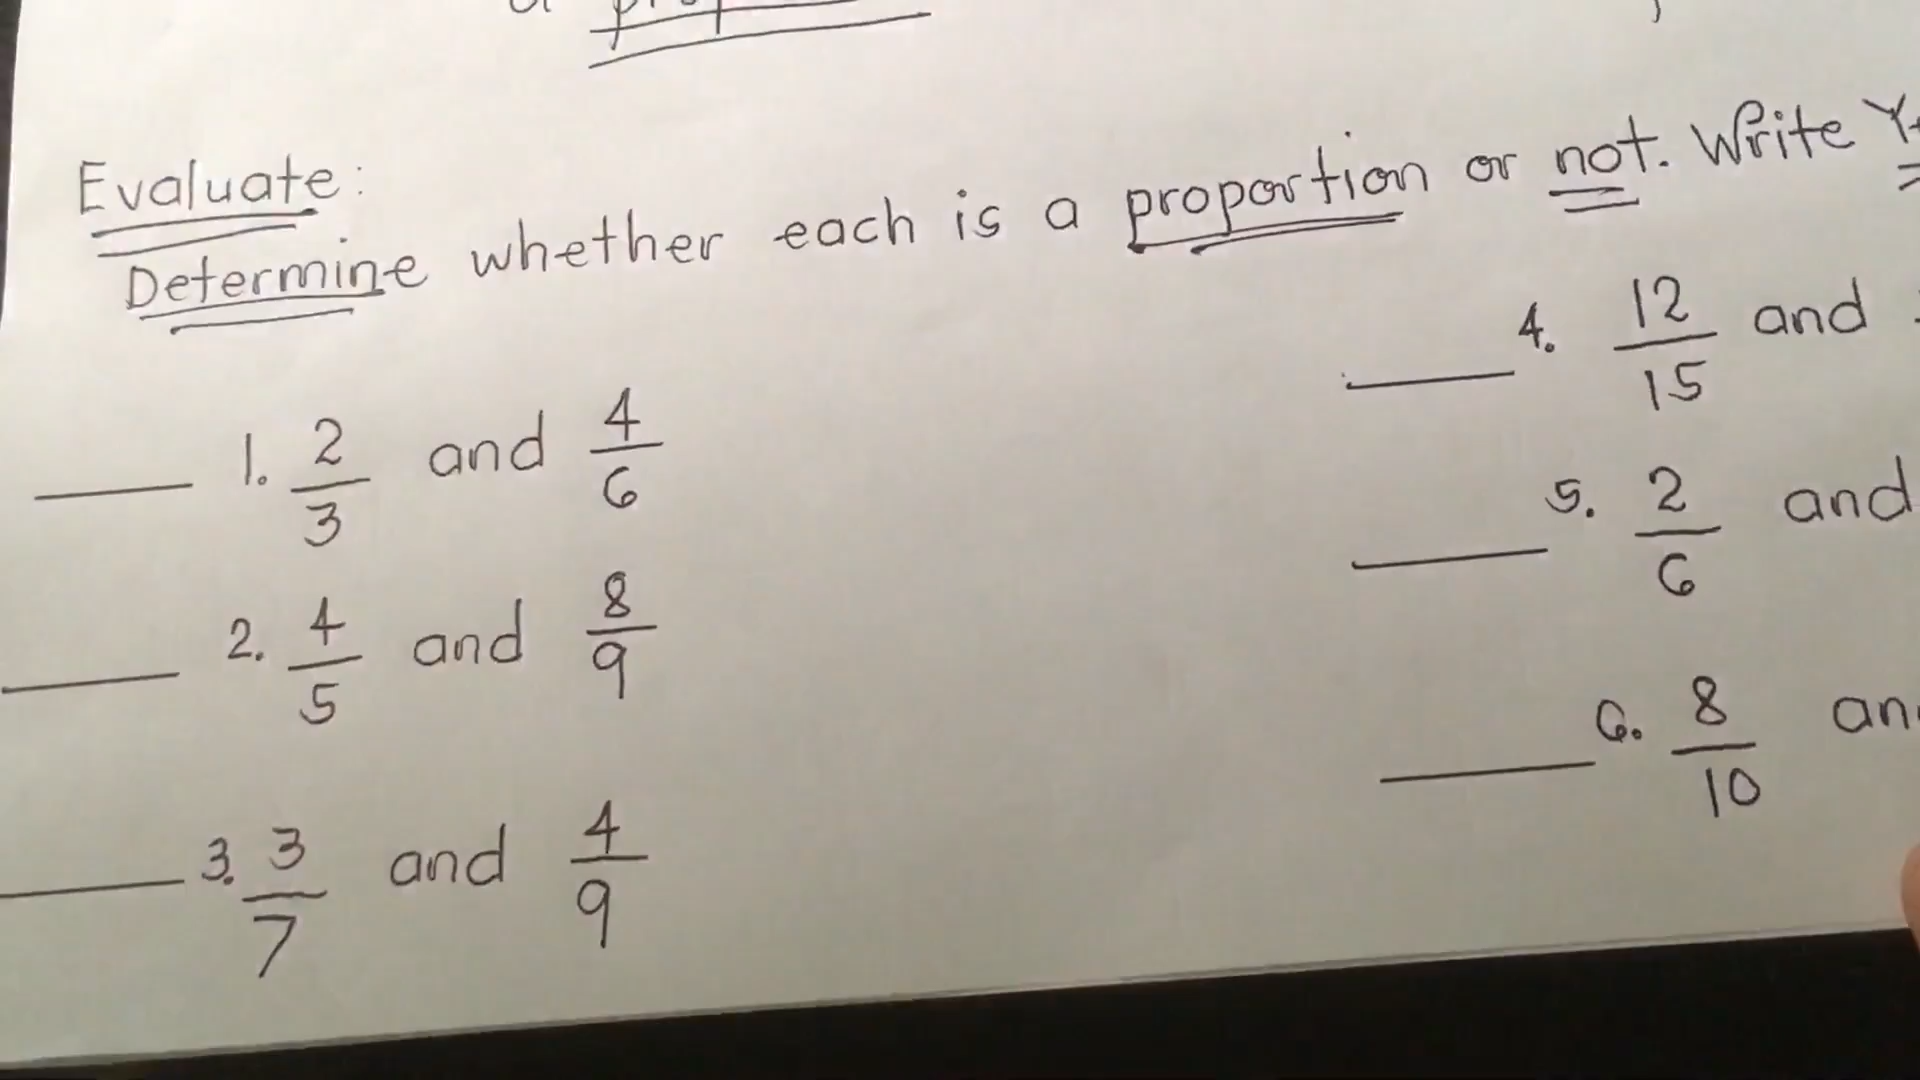 Evaluate:
Determine whether each is a proportion or not. Write
1. 2/3 and 4/6
2. 4/5 and 8/9
3. 3/7 and 4/9
4. 12/15 and
5. 2/6 and
6. 8/10